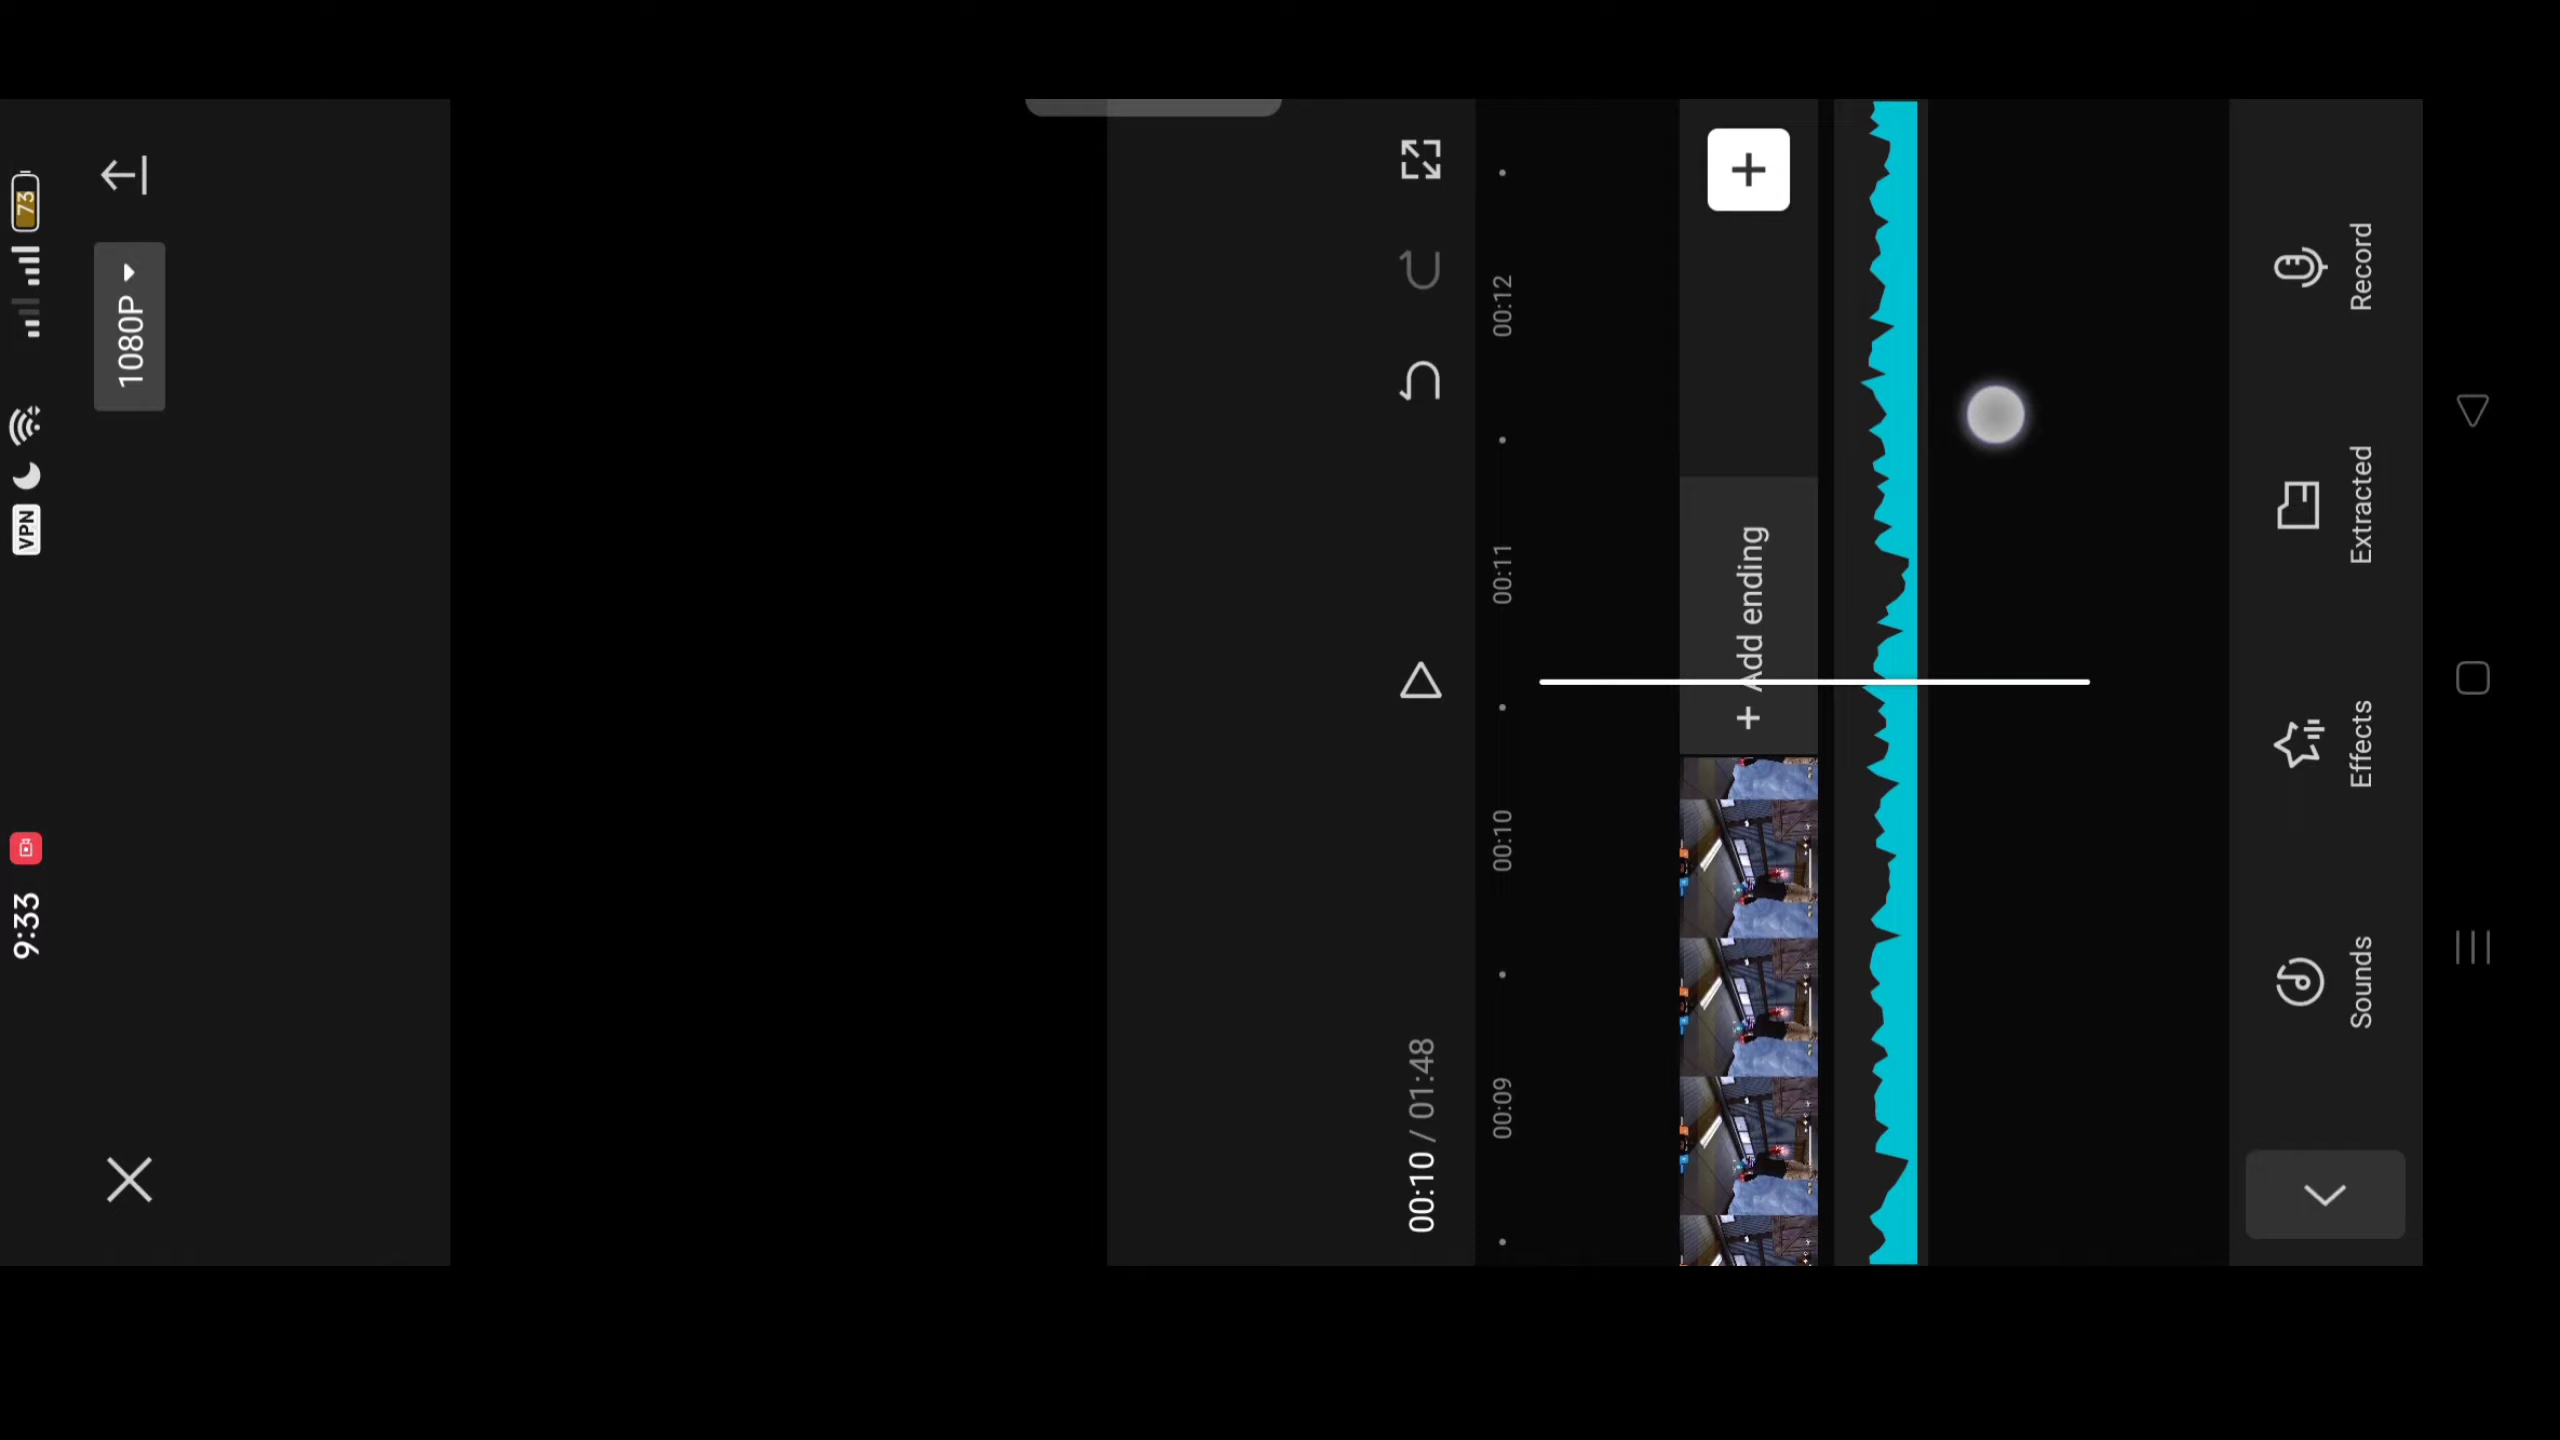 9:33
VPN
73
1080P
00:10 / 01:48
00:09
00:10
00:11
00:12
+ Add ending
Sounds
Effects
Extracted
Record